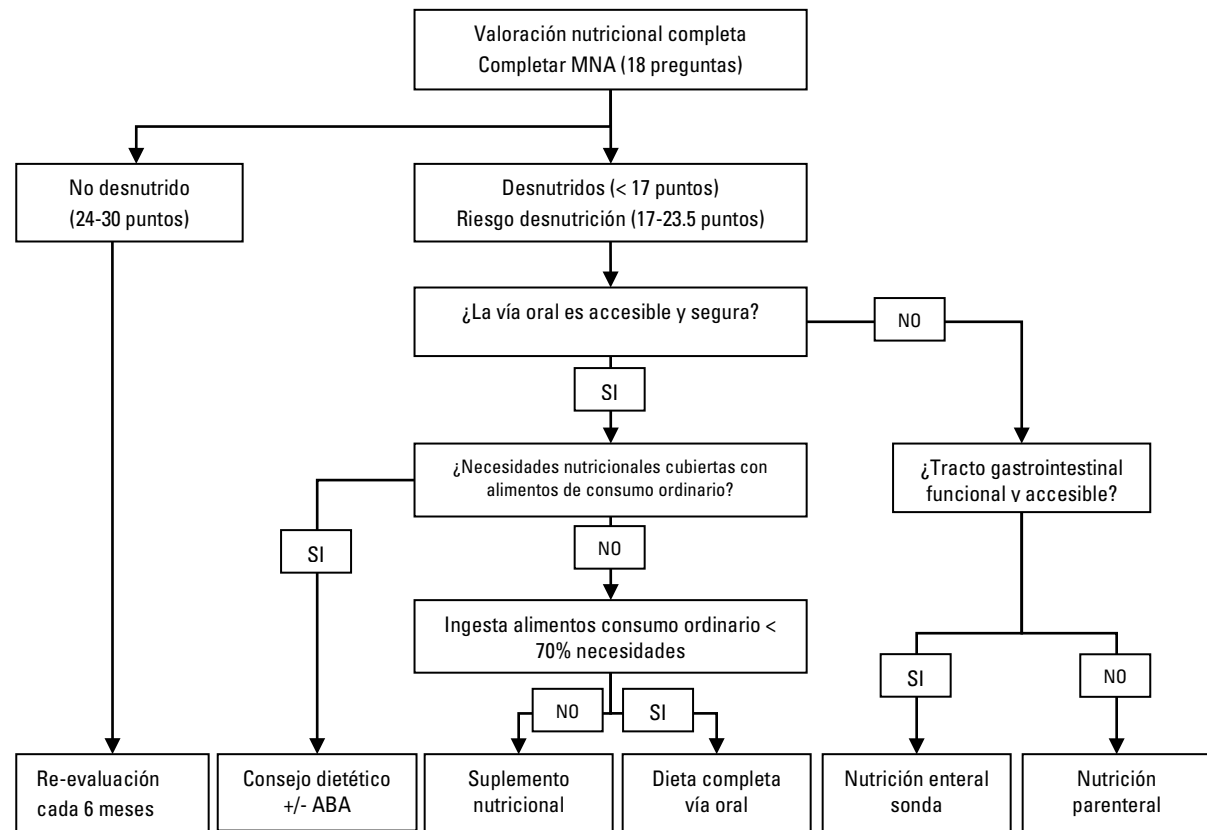 Valoración nutricional completa
Completar MNA (18 preguntas)
No desnutrido
(24-30 puntos)
Desnutridos (< 17 puntos)
Riesgo desnutrición (17-23.5 puntos)
¿La vía oral es accesible y segura?
NO
SI
¿Necesidades nutricionales cubiertas con
alimentos de consumo ordinario?
¿Tracto gastrointestinal
funcional y accesible?
SI
NO
Ingesta alimentos consumo ordinario <
70% necesidades
SI
NO
NO
SI
Re-evaluación
cada 6 meses
Consejo dietético
+/- ABA
Suplemento
nutricional
Dieta completa
vía oral
Nutrición enteral
sonda
Nutrición
parenteral